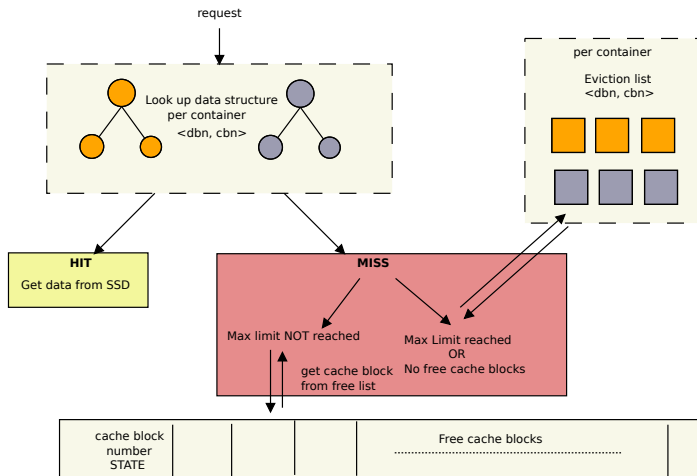 request
Look up data structure
per container
<dbn, cbn>
per container
Eviction list
<dbn, cbn>
HIT
Get data from SSD
MISS
Max limit NOT reached
Max Limit reached
OR
No free cache blocks
get cache block
from free list
cache block
number
STATE
Free cache blocks